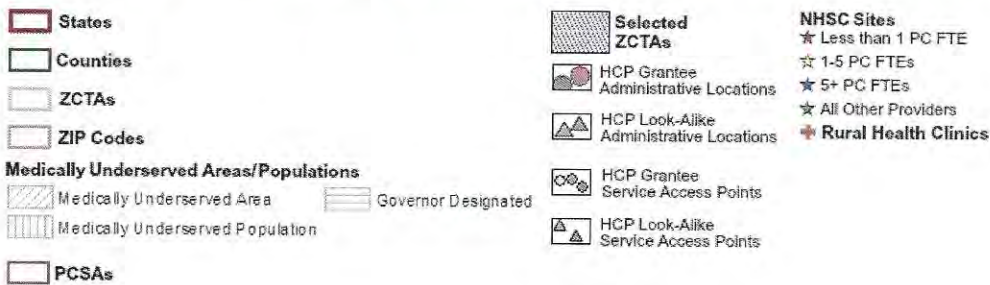 States
Counties
ZCTAs
ZIP Codes
Medically Underserved Areas/Populations
Medically Underserved Area
Governor Designated
Medically Underserved Population
PCSAs
Selected
ZCTAs
HCP Grantee
Administrative Locations
HCP Look-Alike
Administrative Locations
HCP Grantee
Service Access Points
HCP Look-Alike
Service Access Points
NHSC Sites
Less than 1 PC FTE
1-5 PC FTEs
5+ PC FTEs
All Other Providers
Rural Health Clinics